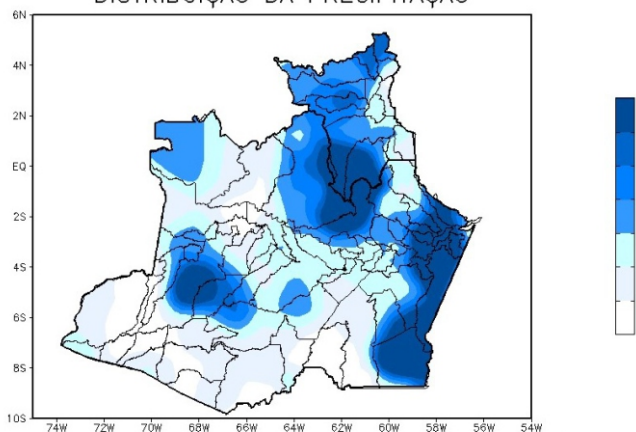 DISTRIBUIÇÃO DA PRECIPITAÇÃO
6N
4N
2N
EQ
2S
4S
6S
8S
10S
74W 72W 70W 68W 66W 64W 62W 60W 58W 56W 54W